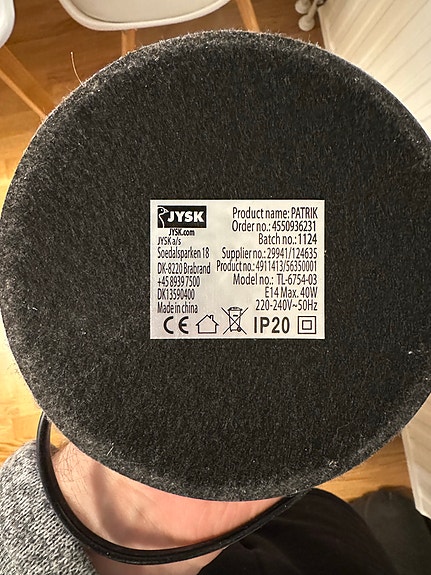 JYSK
JYSK.com
JYSK a/s
Soedalsparken 18
DK-8220 Brabrand
+45 8939 7500
DK13590400
Made in china
Product name: PATRIK
Order no.: 4550936231
Batch no.: 1124
Supplier no.: 29941/124635
Product no.: 4911413/56350001
Model no.: TL-6754-03
E14 Max. 40W
220-240V~50Hz
CE
IP20